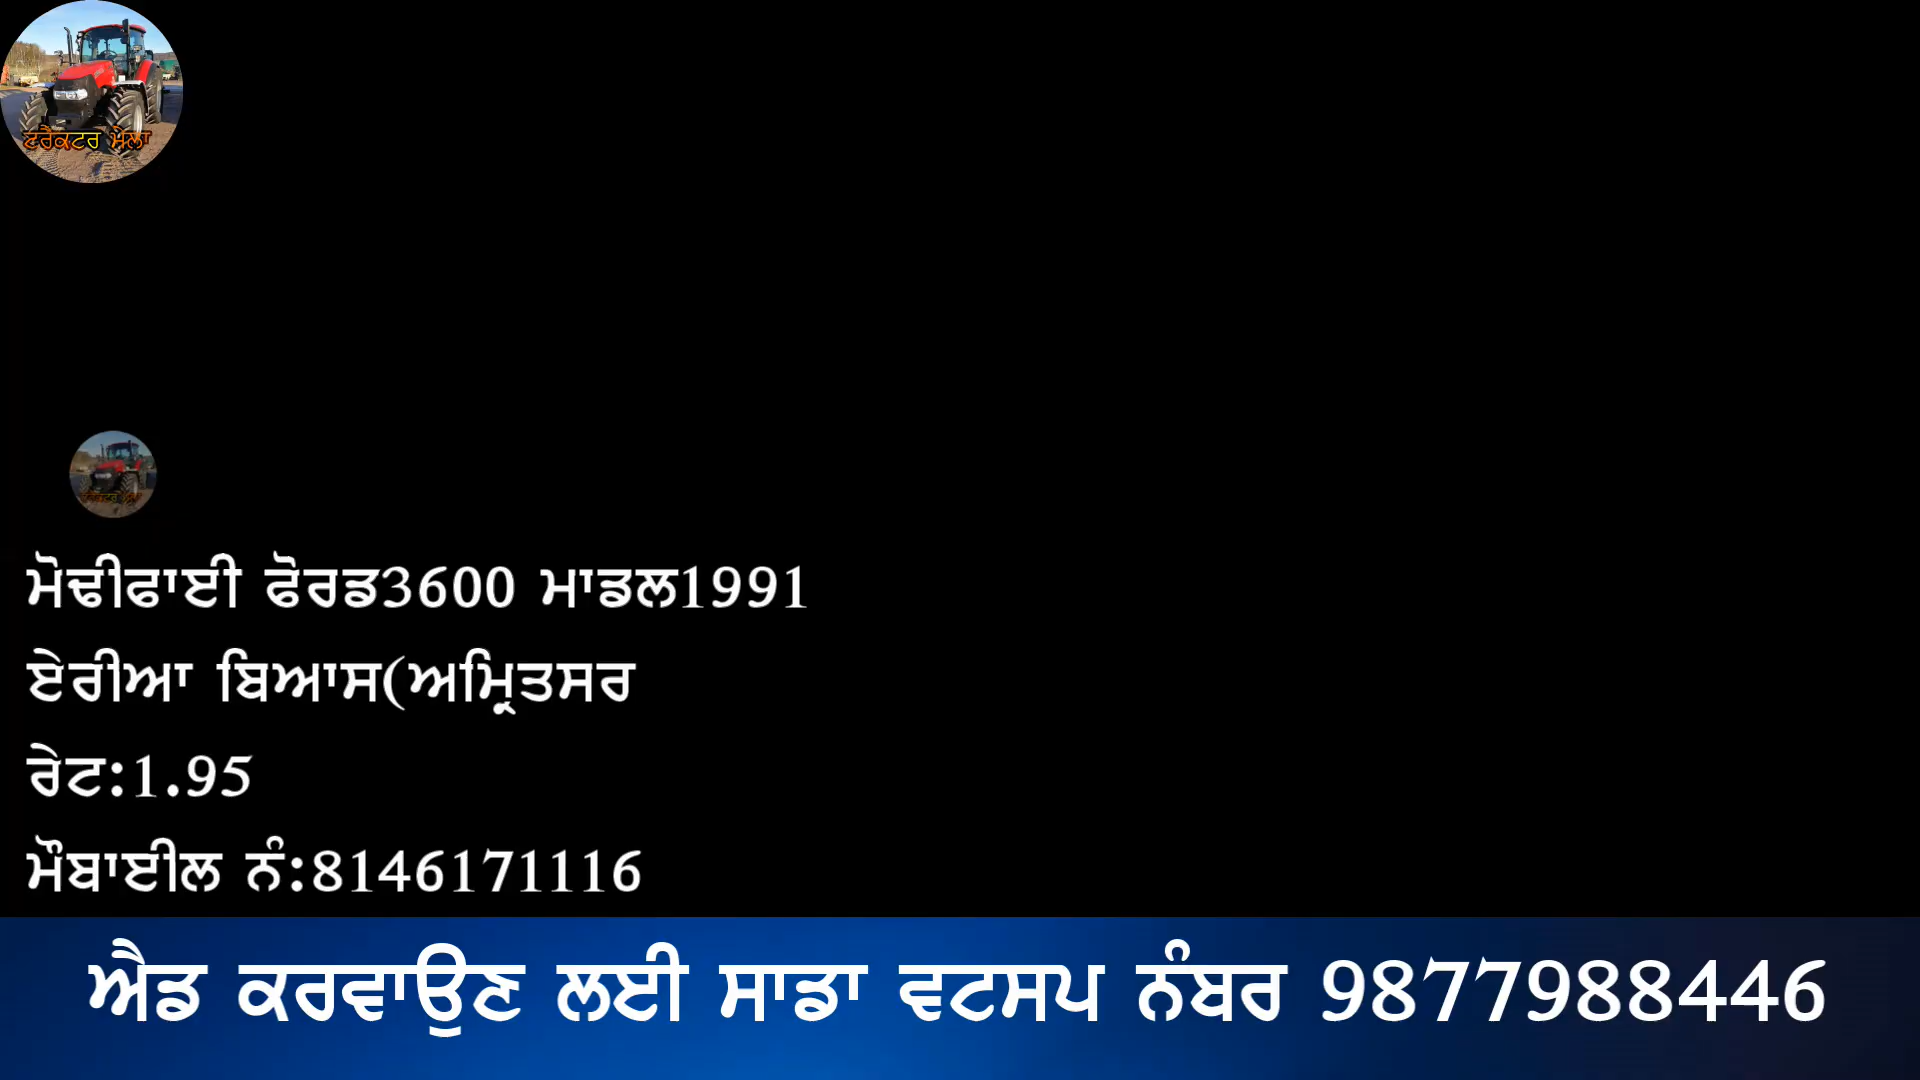 ਟਰੈਕਟਰ ਮੇਲਾ
ਮੋਢੀਫਾਈ ਫੋਰਡ3600 ਮਾਡਲ1991
ਏਰੀਆ ਬਿਆਸ(ਅਮ੍ਰਿਤਸਰ
ਰੇਟ:1.95
ਮੌਬਾਈਲ ਨੰ:8146171116
ਐਡ ਕਰਵਾਉਣ ਲਈ ਸਾਡਾ ਵਟਸਪ ਨੰਬਰ 9877988446